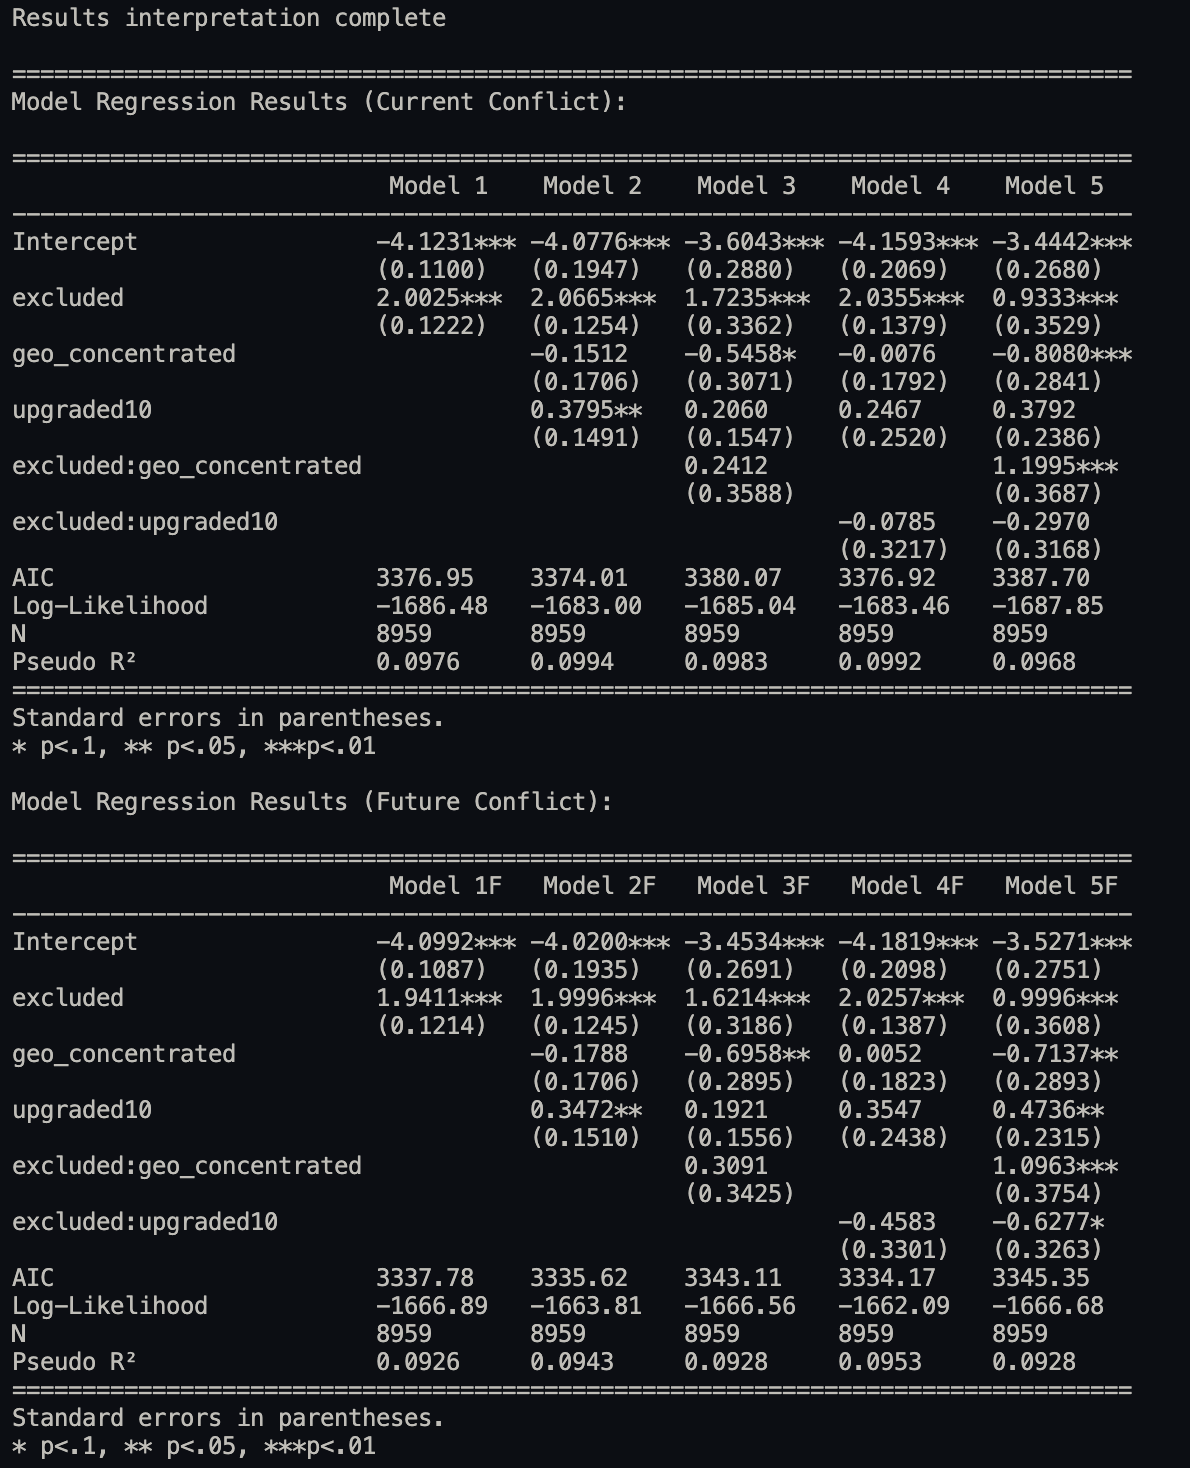 Results interpretation complete
================================================================================
Model Regression Results (Current Conflict):
================================================================================
                           Model 1    Model 2    Model 3    Model 4    Model 5
--------------------------------------------------------------------------------
Intercept                 -4.1231*** -4.0776*** -3.6043*** -4.1593*** -3.4442***
                          (0.1100)   (0.1947)   (0.2880)   (0.2069)   (0.2680)
excluded                  2.0025***  2.0665***  1.7235***  2.0355***  0.9333***
                          (0.1222)   (0.1254)   (0.3362)   (0.1379)   (0.3529)
geo_concentrated                     -0.1512    -0.5458*   -0.0076    -0.8080***
                                     (0.1706)   (0.3071)   (0.1792)   (0.2841)
upgraded10                           0.3795**   0.2060     0.2467     0.3792
                                     (0.1491)   (0.1547)   (0.2520)   (0.2386)
excluded:geo_concentrated                       0.2412                1.1995***
                                                (0.3588)              (0.3687)
excluded:upgraded10                                        -0.0785    -0.2970
                                                           (0.3217)   (0.3168)
AIC                       3376.95    3374.01    3380.07    3376.92    3387.70
Log-Likelihood            -1686.48   -1683.00   -1685.04   -1683.46   -1687.85
N                         8959       8959       8959       8959       8959
Pseudo R²                 0.0976     0.0994     0.0983     0.0992     0.0968
================================================================================
Standard errors in parentheses.
* p<.1, ** p<.05, ***p<.01
Model Regression Results (Future Conflict):
================================================================================
                           Model 1F   Model 2F   Model 3F   Model 4F   Model 5F
--------------------------------------------------------------------------------
Intercept                 -4.0992*** -4.0200*** -3.4534*** -4.1819*** -3.5271***
                          (0.1087)   (0.1935)   (0.2691)   (0.2098)   (0.2751)
excluded                  1.9411***  1.9996***  1.6214***  2.0257***  0.9996***
                          (0.1214)   (0.1245)   (0.3186)   (0.1387)   (0.3608)
geo_concentrated                     -0.1788    -0.6958**  0.0052     -0.7137**
                                     (0.1706)   (0.2895)   (0.1823)   (0.2893)
upgraded10                           0.3472**   0.1921     0.3547     0.4736**
                                     (0.1510)   (0.1556)   (0.2438)   (0.2315)
excluded:geo_concentrated                       0.3091                1.0963***
                                                (0.3425)              (0.3754)
excluded:upgraded10                                        -0.4583    -0.6277*
                                                           (0.3301)   (0.3263)
AIC                       3337.78    3335.62    3343.11    3334.17    3345.35
Log-Likelihood            -1666.89   -1663.81   -1666.56   -1662.09   -1666.68
N                         8959       8959       8959       8959       8959
Pseudo R²                 0.0926     0.0943     0.0928     0.0953     0.0928
================================================================================
Standard errors in parentheses.
* p<.1, ** p<.05, ***p<.01